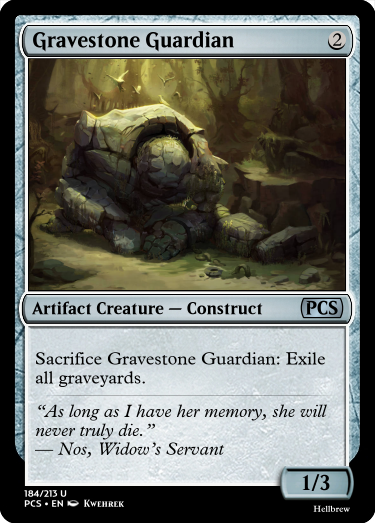 Gravestone Guardian 2
Artifact Creature — Construct PCS
Sacrifice Gravestone Guardian: Exile
all graveyards.
“As long as I have her memory, she will
never truly die.”
— Nos, Widow's Servant
1/3
184/213 U
PCS • EN Kwehrek
Hellbrew